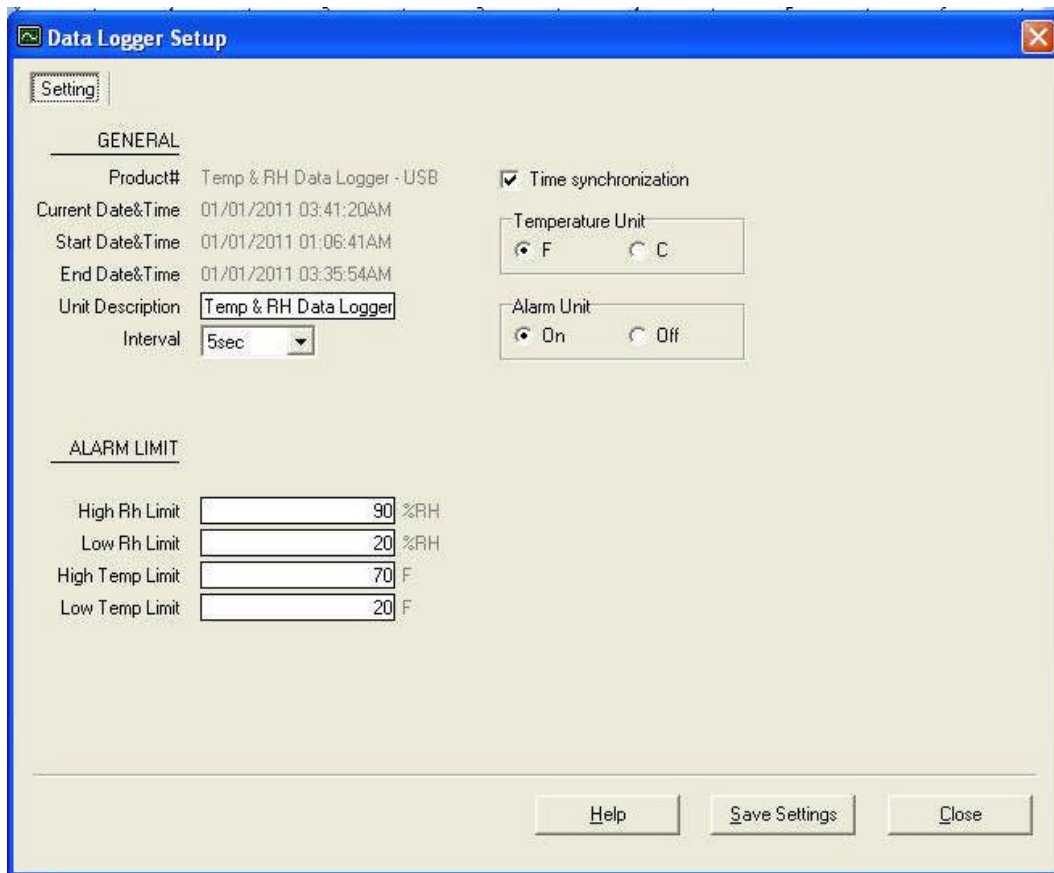 Data Logger Setup
Setting
GENERAL
Product# Temp & RH Data Logger - USB
Current Date&Time 01/01/2011 03:41:20AM
Start Date&Time 01/01/2011 01:06:41AM
End Date&Time 01/01/2011 03:35:54AM
Unit Description Temp & RH Data Logger
Interval 5sec
Time synchronization
Temperature Unit
F C
Alarm Unit
On Off
ALARM LIMIT
High Rh Limit 90 %RH
Low Rh Limit 20 %RH
High Temp Limit 70 F
Low Temp Limit 20 F
Help Save Settings Close